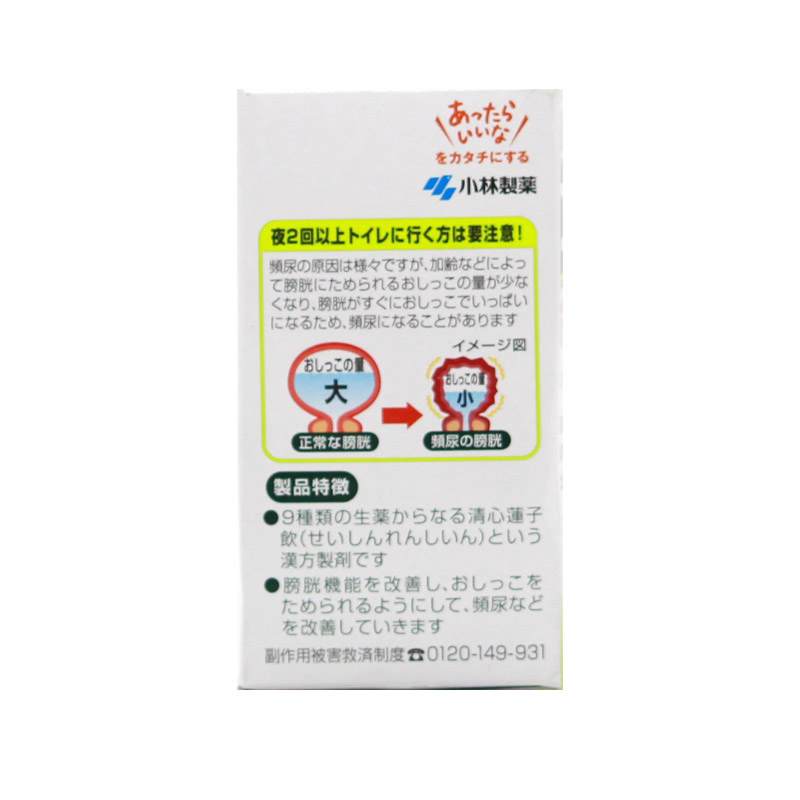 あったら
いいな
をカタチにする
小林製薬
夜2回以上トイレに行く方は要注意!
頻尿の原因は様々ですが、加齢などによっ
て膀胱にためられるおしっこの量が少な
くなり、膀胱がすぐにおしっこでいっぱい
になるため、頻尿になることがあります
イメージ図
おしっこの量
大
正常な膀胱
おしっこの量
小
頻尿の膀胱
製品特徴
●9種類の生薬からなる清心蓮子
飲(せいしんれんしいん)という
漢方製剤です
●膀胱機能を改善し、おしっこを
ためられるようにして、頻尿など
を改善していきます
副作用被害救済制度☎0120-149-931